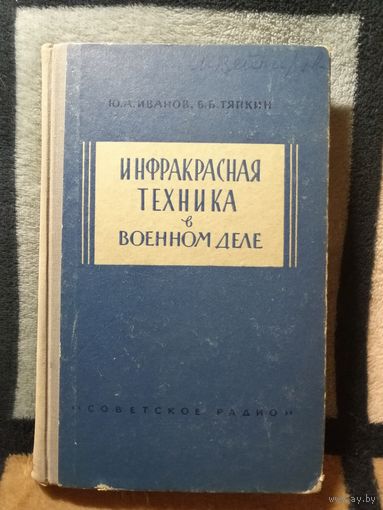 Ю.А.ИВАНОВ, Б.Б.ТЯПКИН
ИНФРАКРАСНАЯ
ТЕХНИКА
в
ВОЕННОМ ДЕЛЕ
"СОВЕТСКОЕ РАДИО"
© ay.by